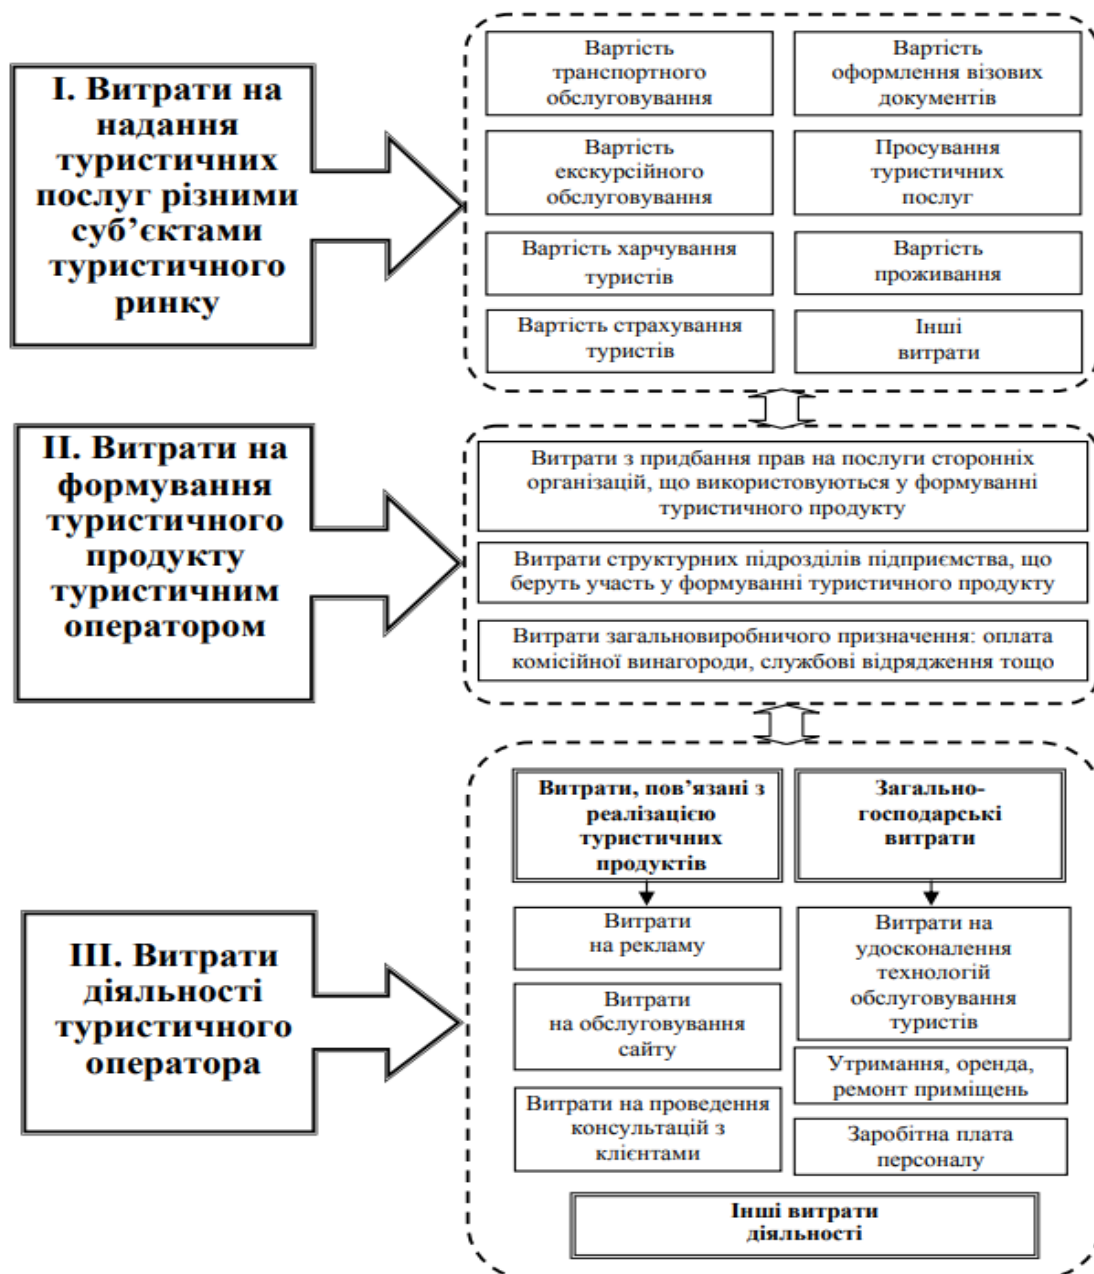 І. Витрати на
надання
туристичних
послуг різними
суб’єктами
туристичного
ринку
Вартість
транспортного
обслуговування
Вартість
оформлення візових
документів
Вартість
екскурсійного
обслуговування
Просування
туристичних
послуг
Вартість харчування
туристів
Вартість
проживання
Вартість страхування
туристів
Інші
витрати
ІІ. Витрати на
формування
туристичного
продукту
туристичним
оператором
Витрати з придбання прав на послуги сторонніх
організацій, що використовуються у формуванні
туристичного продукту
Витрати структурних підрозділів підприємства, що
беруть участь у формуванні туристичного продукту
Витрати загальновиробничого призначення: оплата
комісійної винагороди, службові відрядження тощо
ІІІ. Витрати
діяльності
туристичного
оператора
Витрати, пов’язані з
реалізацією
туристичних
продуктів
Витрати
на рекламу
Витрати
на обслуговування
сайту
Витрати на проведення
консультацій з
клієнтами
Загально-
господарські
витрати
Витрати на
удосконалення
технологій
обслуговування
туристів
Утримання, оренда,
ремонт приміщень
Заробітна плата
персоналу
Інші витрати
діяльності